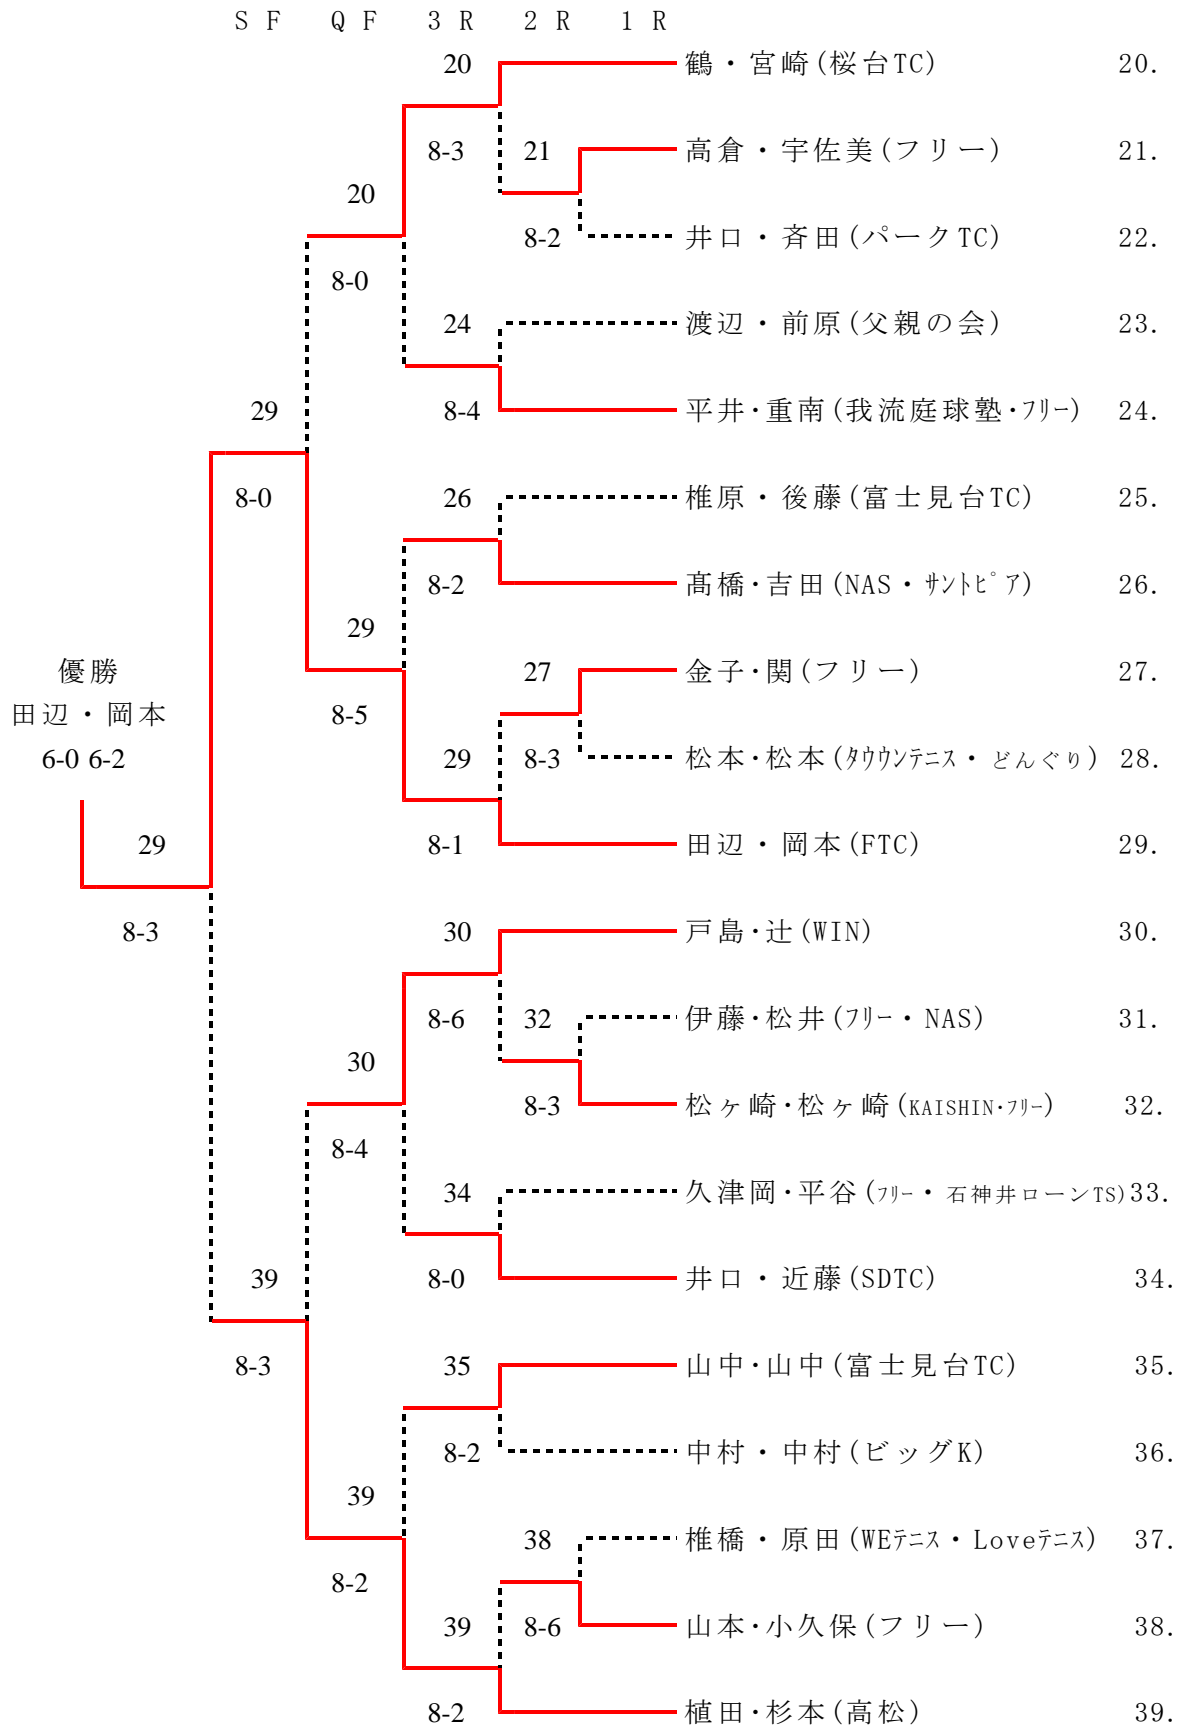 S F Q F 3 R 2 R 1 R
20 鶴・宮崎(桜台TC) 20.
8-3 21 高倉・宇佐美(フリー) 21.
20
8-2 井口・斉田(パークTC) 22.
8-0
24 渡辺・前原(父親の会) 23.
29 8-4 平井・重南(我流庭球塾・フリー) 24.
8-0 26 椎原・後藤(富士見台TC) 25.
8-2 髙橋・吉田(NAS・サントピア) 26.
29
優勝 27 金子・関(フリー) 27.
田辺・岡本 8-5
6-0 6-2 29 8-3 松本・松本(タウウンテニス・どんぐり) 28.
29 8-1 田辺・岡本(FTC) 29.
8-3 30 戸島・辻(WIN) 30.
8-6 32 伊藤・松井(フリー・NAS) 31.
30
8-3 松ヶ崎・松ヶ崎(KAISHIN・フリー) 32.
8-4
34 久津岡・平谷(フリー・石神井ローンTS) 33.
39 8-0 井口・近藤(SDTC) 34.
8-3 35 山中・山中(富士見台TC) 35.
8-2 中村・中村(ビッグK) 36.
39
38 椎橋・原田(WEテニス・Loveテニス) 37.
8-2
39 8-6 山本・小久保(フリー) 38.
8-2 植田・杉本(高松) 39.